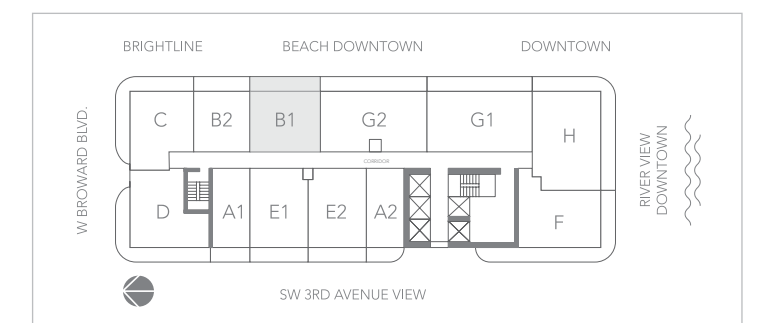 BRIGHTLINE BEACH DOWNTOWN DOWNTOWN
W BROWARD BLVD.
C B2 B1 G2 G1 H
CORRIDOR
D A1 E1 E2 A2 F
RIVER VIEW
DOWNTOWN
SW 3RD AVENUE VIEW